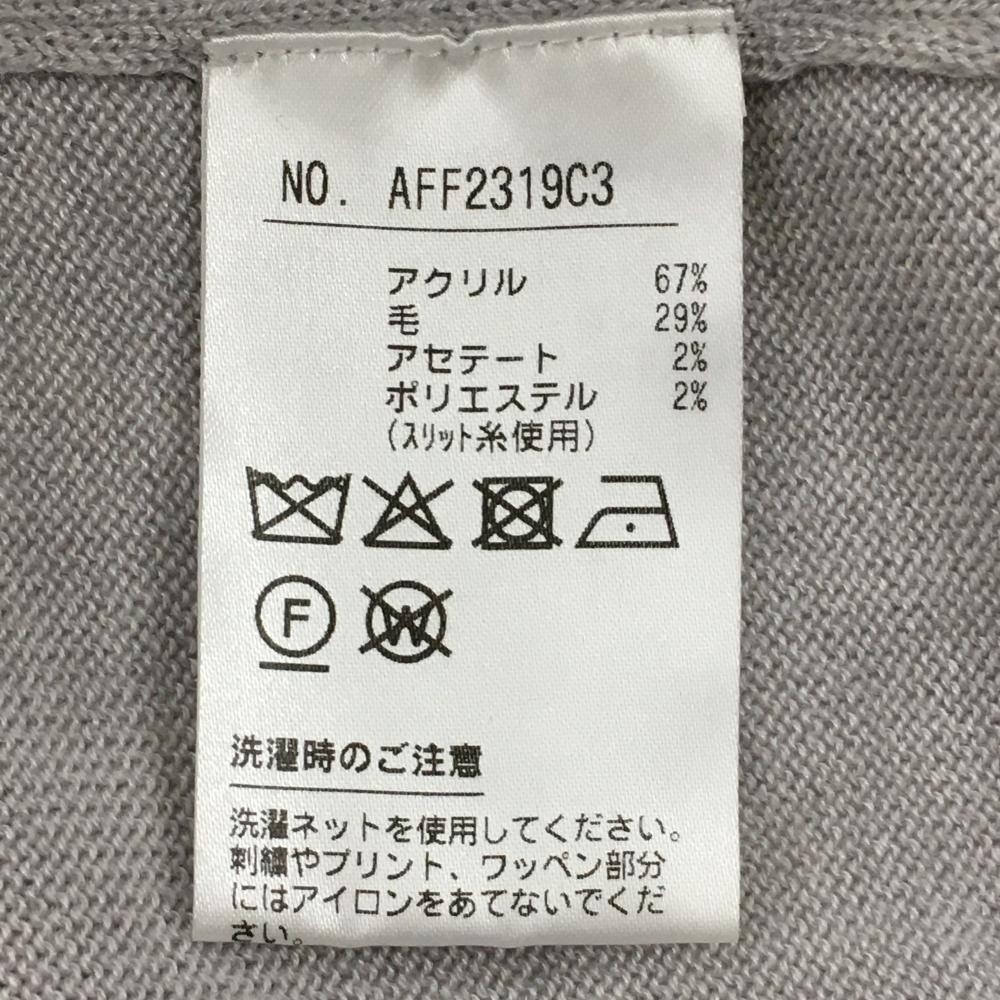 NO. AFF2319C3
アクリル 67%
毛 29%
アセテート 2%
ポリエステル 2%
(ｽﾘｯﾄ糸使用)
F W
洗濯時のご注意
洗濯ネットを使用してください。
刺繍やプリント、ワッペン部分
にはアイロンをあてないでくだ
さい。